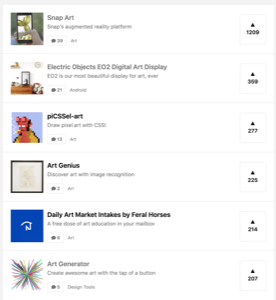 Snap Art
Snap's augmented reality platform
39 Art
1209
Electric Objects EO2 Digital Art Display
EO2 is our most beautiful display for art, ever
21 Android
359
piCSSel-art
Draw pixel art with CSS!
13 Art
277
Art Genius
Discover art with image recognition
2 Art
225
Daily Art Market Intakes by Feral Horses
A free dose of art education in your mailbox
6 Art
214
Art Generator
Create awesome art with the tap of a button
5 Design Tools
207